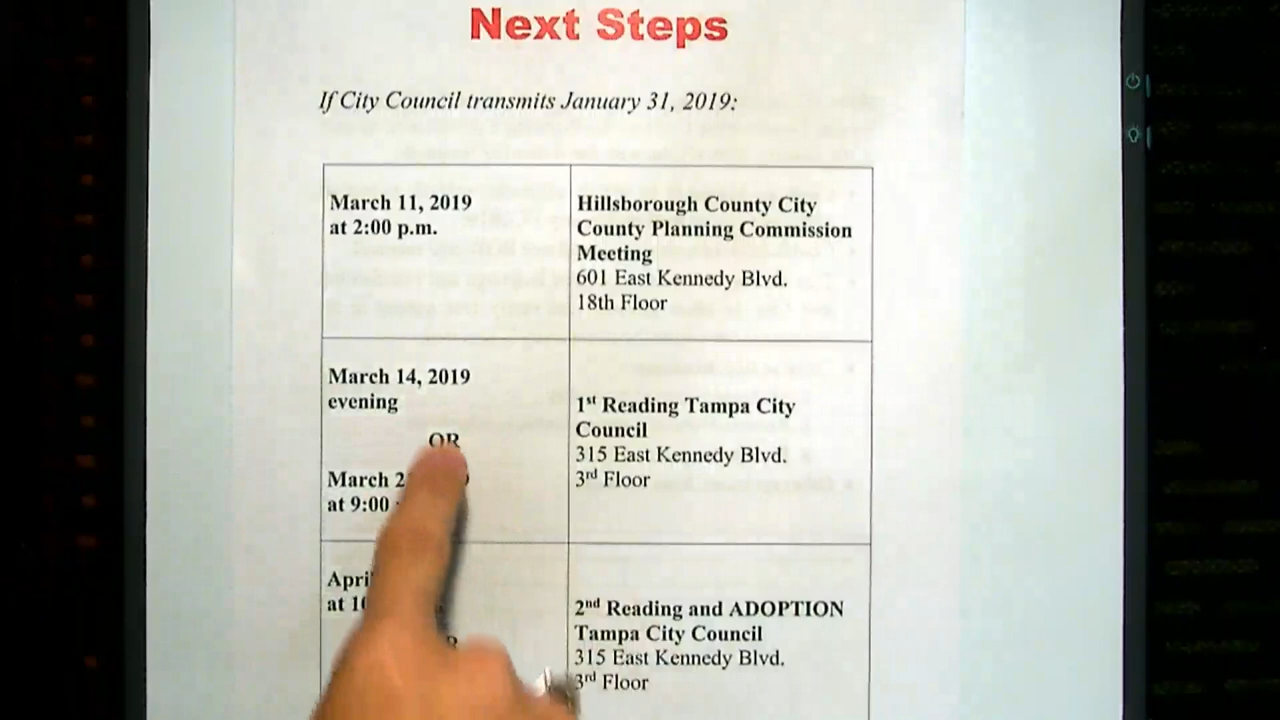 Next Steps
If City Council transmits January 31, 2019:
March 11, 2019
at 2:00 p.m.
Hillsborough County City
County Planning Commission
Meeting
601 East Kennedy Blvd.
18th Floor
March 14, 2019
evening
OR
March
at 9:00
1st Reading Tampa City
Council
315 East Kennedy Blvd.
3rd Floor
at
2nd Reading and ADOPTION
Tampa City Council
315 East Kennedy Blvd.
3rd Floor